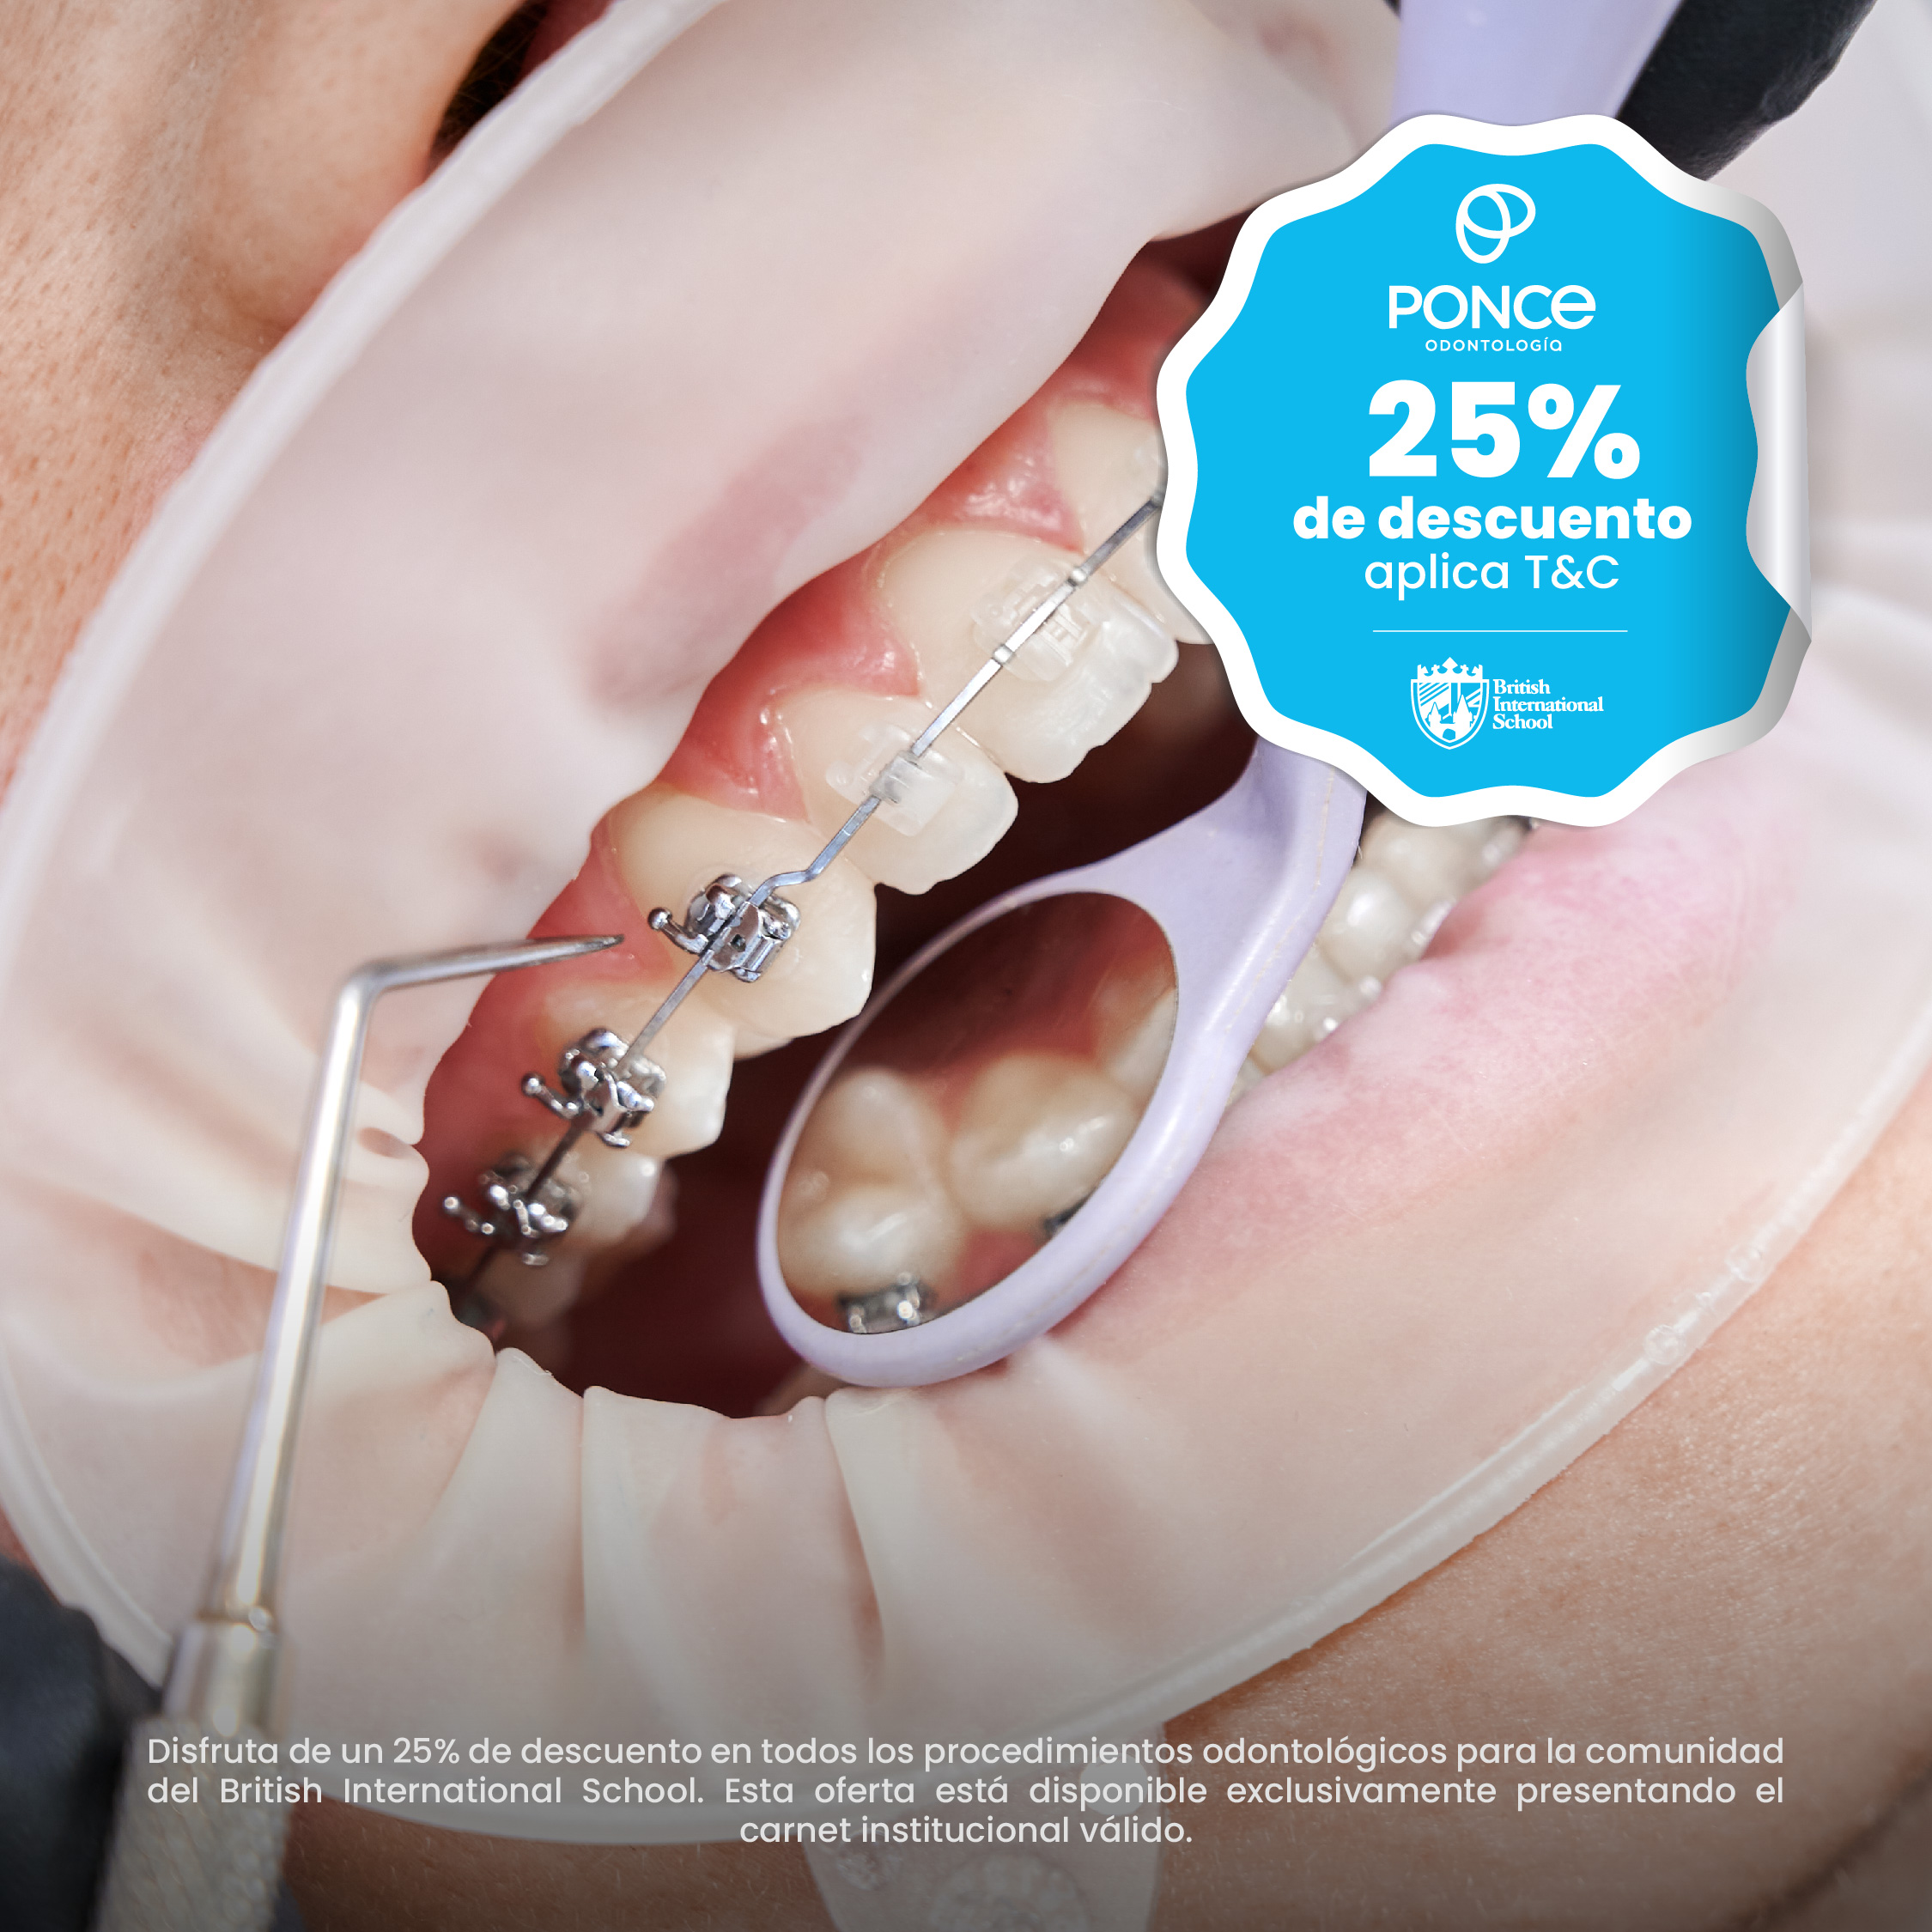 PONCe
ODONTOLOGÍA
25%
de descuento
aplica T&C
British
International
School
Disfruta de un 25% de descuento en todos los procedimientos odontológicos para la comunidad
del British International School. Esta oferta está disponible exclusivamente presentando el
carnet institucional válido.